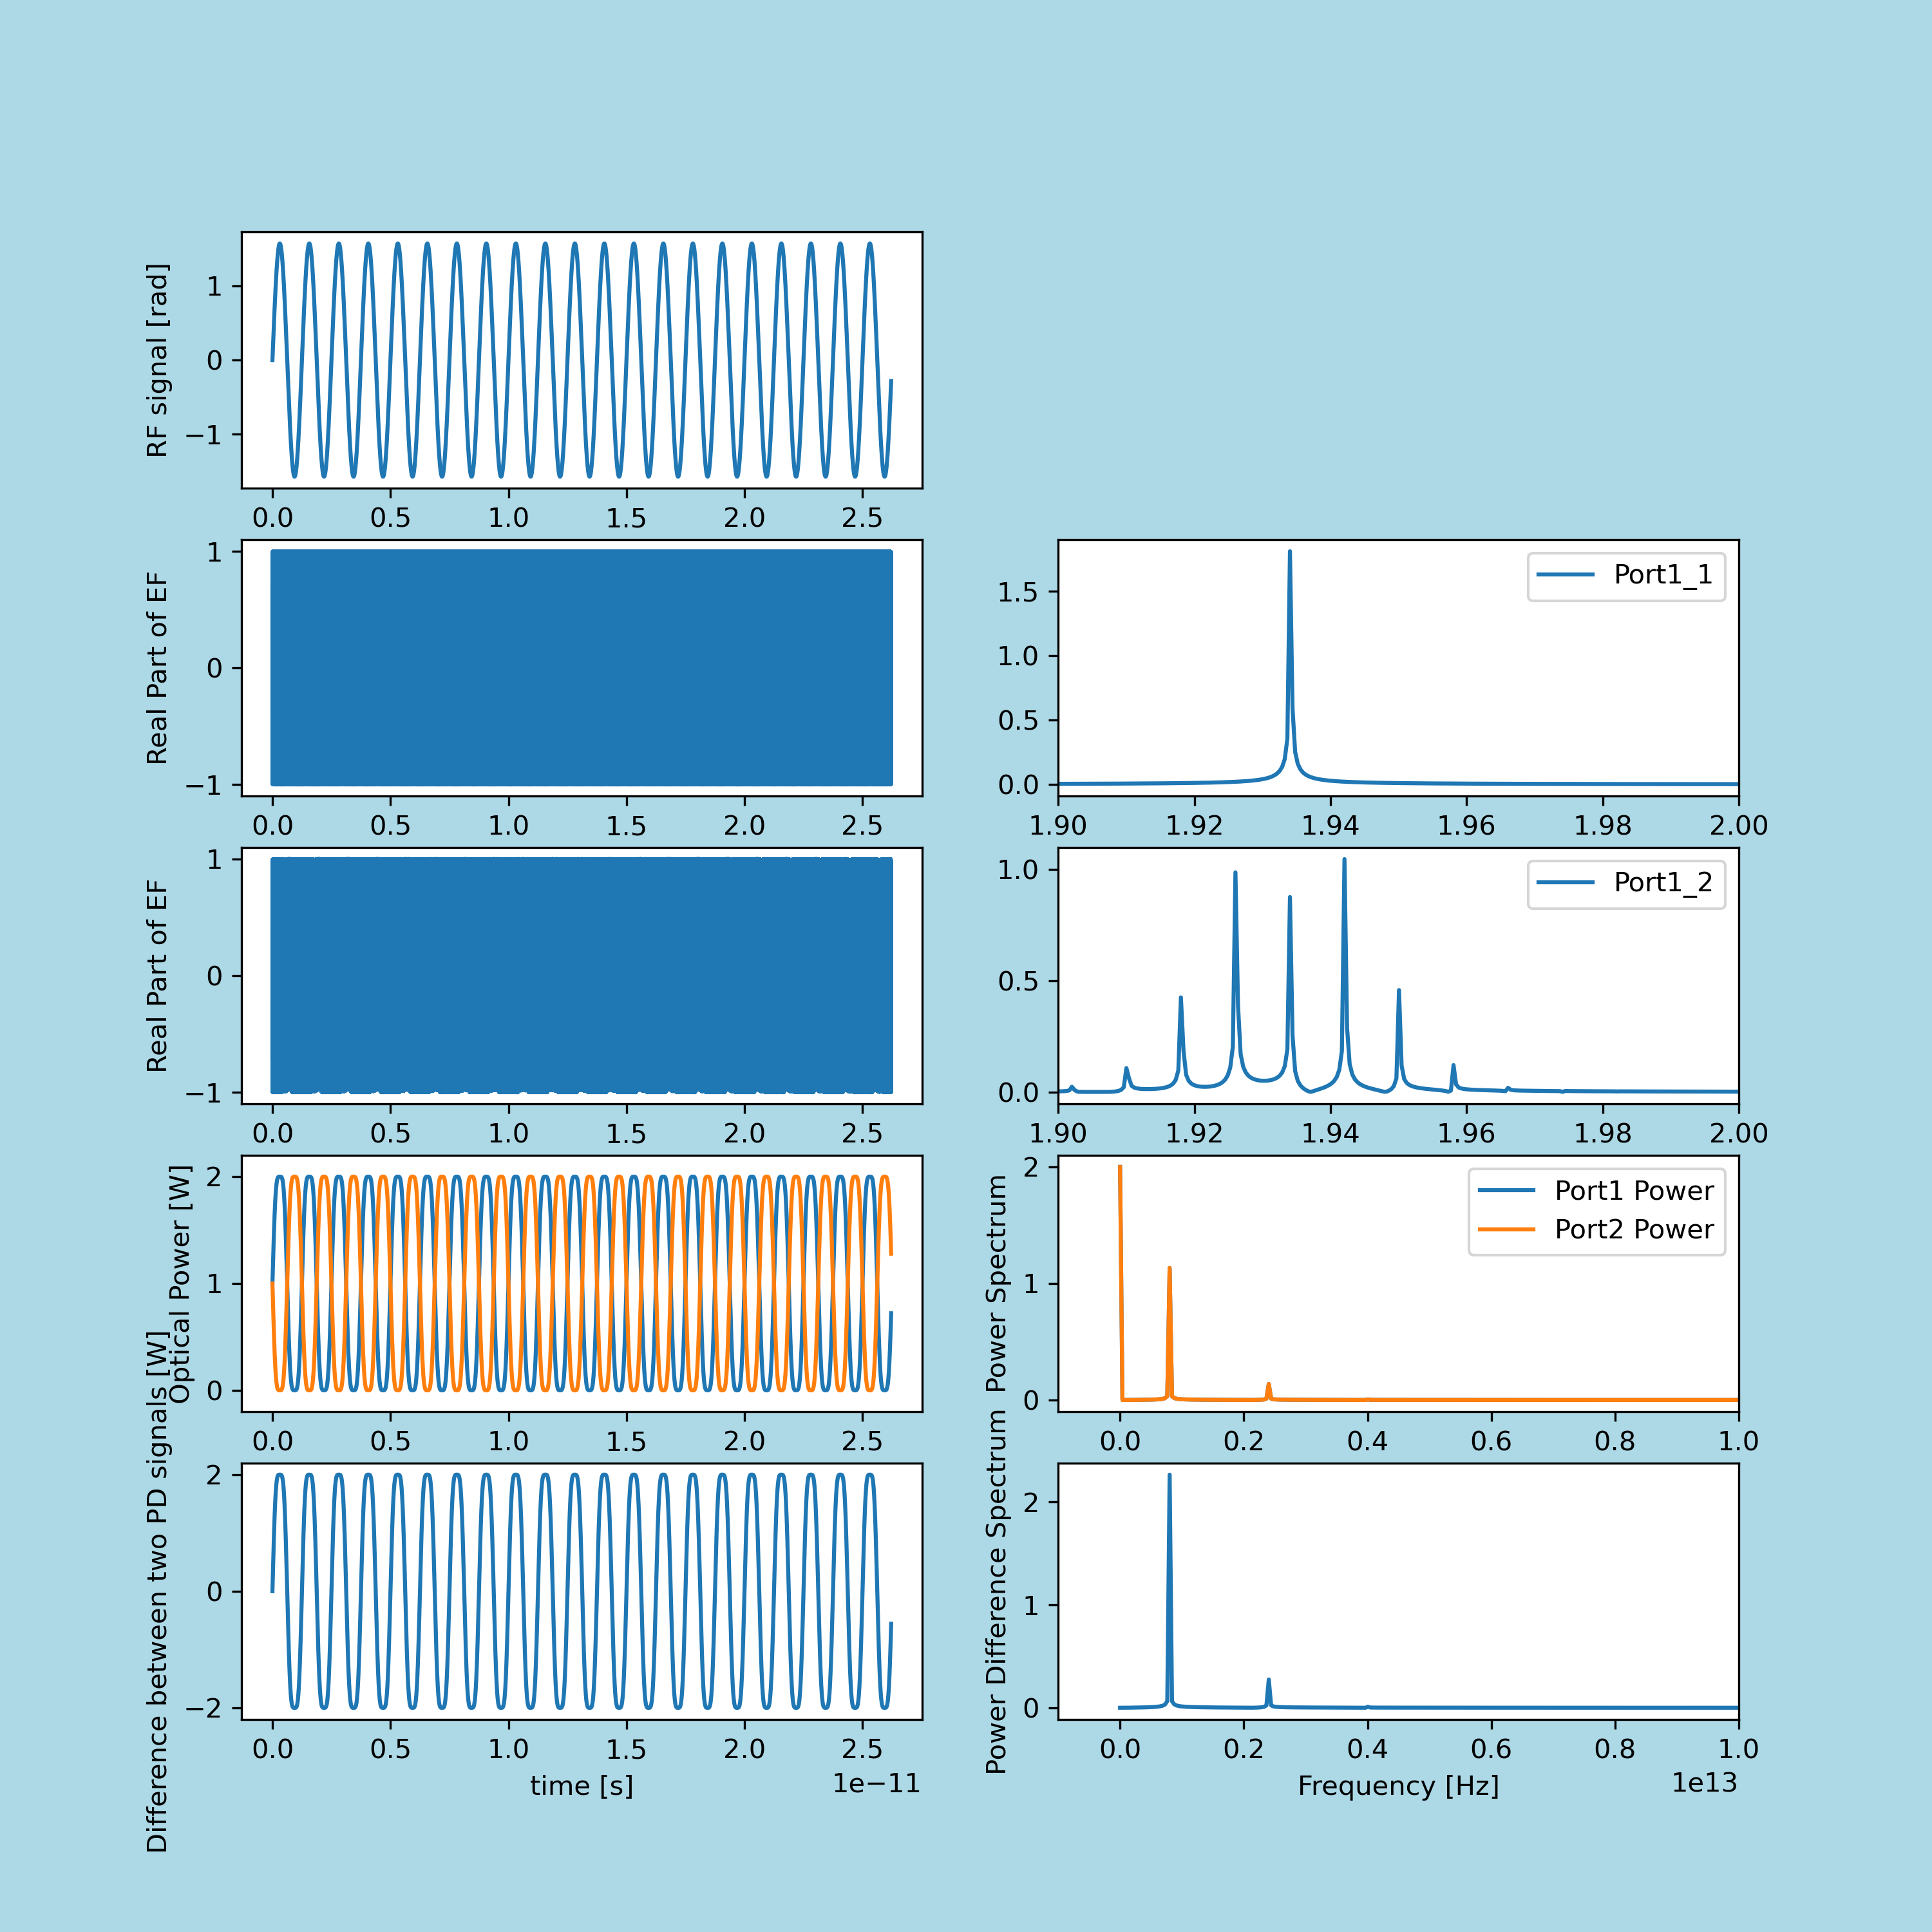 RF signal [rad]
1
0
−1
0.0 0.5 1.0 1.5 2.0 2.5
Real Part of EF
1
0
−1
0.0 0.5 1.0 1.5 2.0 2.5
Port1_1
1.5
1.0
0.5
0.0
1.90 1.92 1.94 1.96 1.98 2.00
Real Part of EF
1
0
−1
0.0 0.5 1.0 1.5 2.0 2.5
Port1_2
1.0
0.5
0.0
1.90 1.92 1.94 1.96 1.98 2.00
Optical Power [W]
2
1
0
0.0 0.5 1.0 1.5 2.0 2.5
Power Spectrum
Port1 Power
Port2 Power
2
1
0
0.0 0.2 0.4 0.6 0.8 1.0
Difference between two PD signals [W]
2
0
−2
0.0 0.5 1.0 1.5 2.0 2.5
time [s]
1e−11
Power Difference Spectrum
2
1
0
0.0 0.2 0.4 0.6 0.8 1.0
Frequency [Hz]
1e13